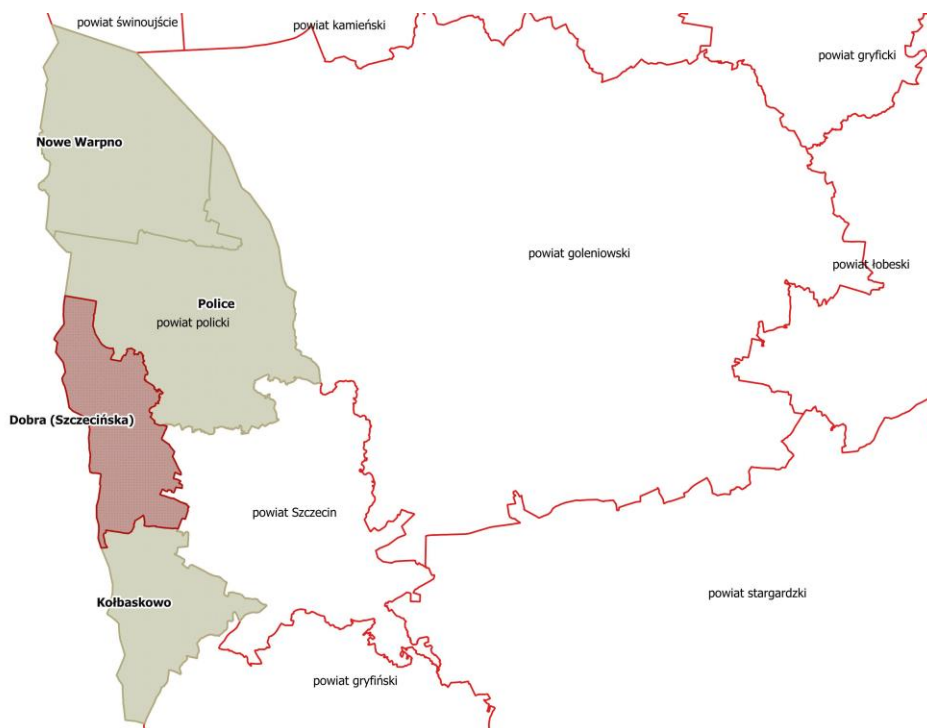 powiat świnoujście
powiat kamieński
powiat gryficki
Nowe Warpno
powiat goleniowski
powiat łobeski
Police
powiat policki
Dobra (Szczecińska)
powiat Szczecin
powiat stargardzki
Kołbaskowo
powiat gryfiński